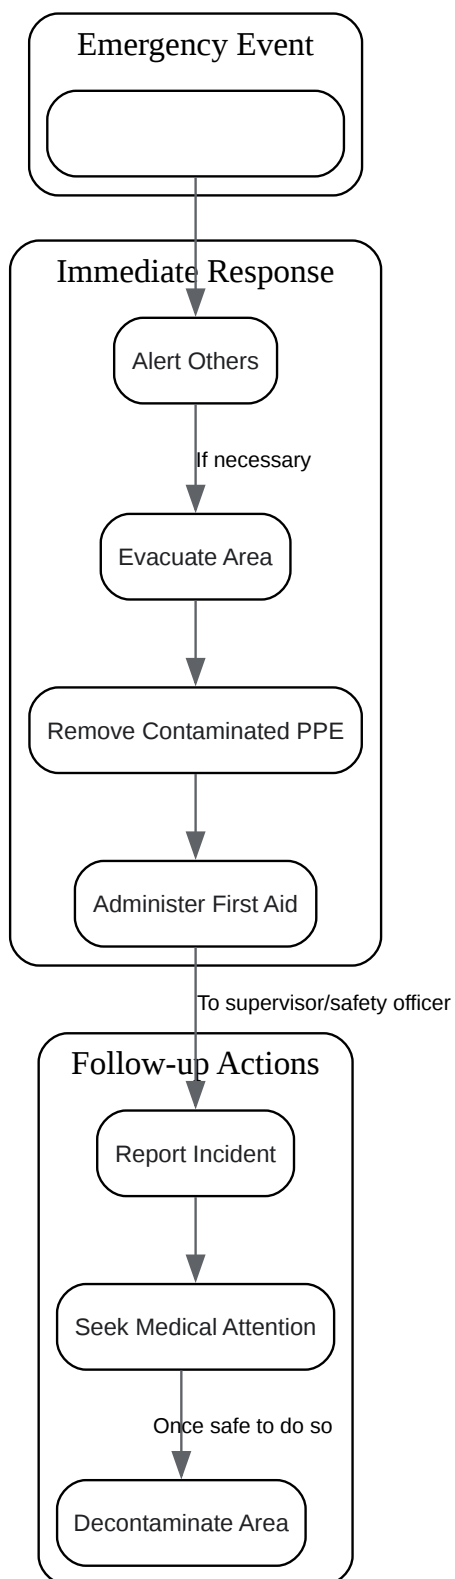 Emergency Event
Immediate Response
Alert Others
If necessary
Evacuate Area
Remove Contaminated PPE
Administer First Aid
To supervisor/safety officer
Follow-up Actions
Report Incident
Seek Medical Attention
Once safe to do so
Decontaminate Area